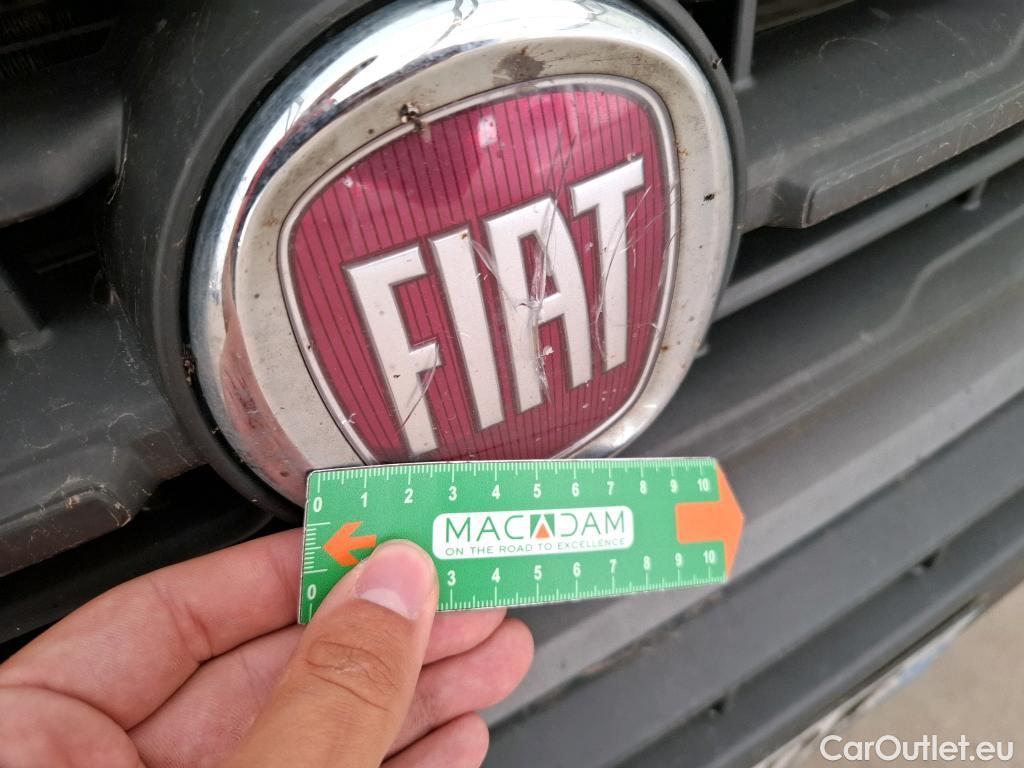 FIAT
0 1 2 3 4 5 6 7 8 9 10
MACADAM
ON THE ROAD TO EXCELLENCE
0 3 4 5 6 7 8 9 10
CarOutlet.eu